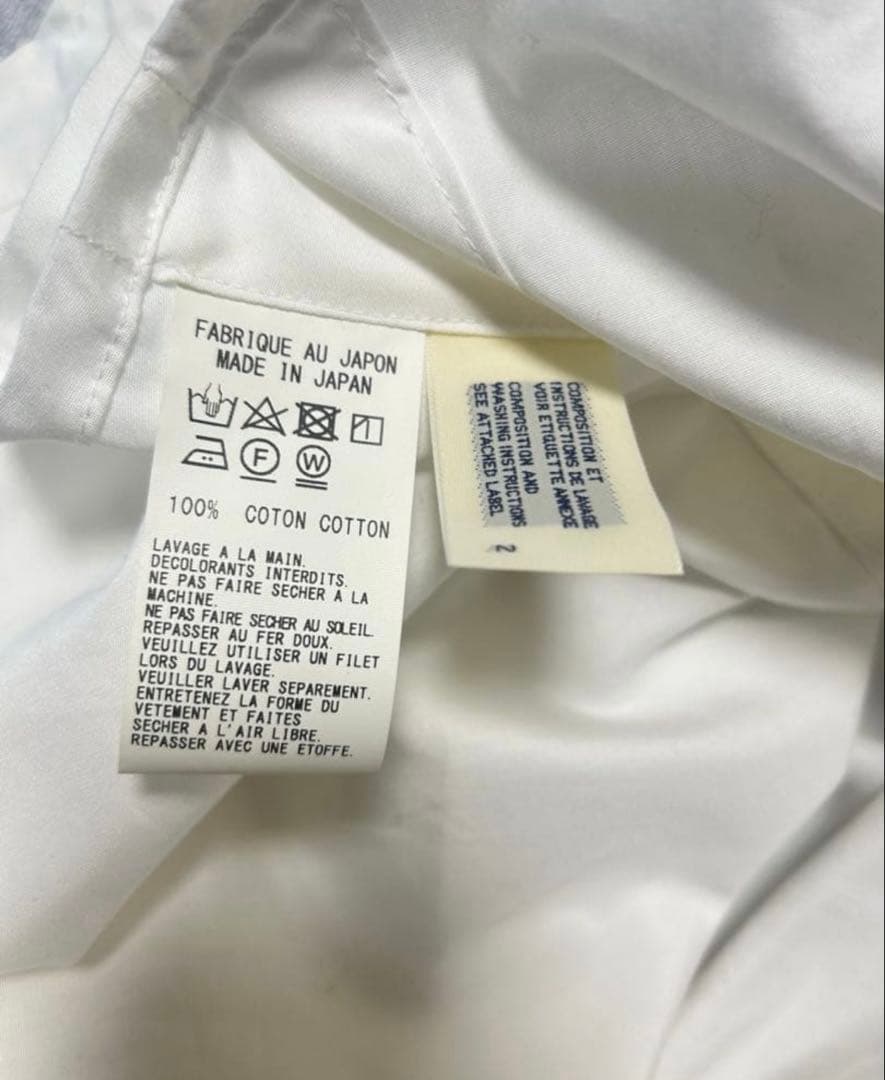 FABRIQUE AU JAPON
MADE IN JAPAN
F W
100% COTON COTTON
LAVAGE A LA MAIN.
DECOLORANTS INTERDITS.
NE PAS FAIRE SECHER A LA
MACHINE.
NE PAS FAIRE SECHER AU SOLEIL.
REPASSER AU FER DOUX.
VEUILLEZ UTILISER UN FILET
LORS DU LAVAGE.
VEUILLER LAVER SEPAREMENT.
ENTRETENEZ LA FORME DU
VETEMENT ET FAITES
SECHER A L'AIR LIBRE.
REPASSER AVEC UNE ETOFFE.
COMPOSITION ET
INSTRUCTIONS DE LAVAGE
VOIR ETIQUETTE ANNEXE
COMPOSITION AND
WASHING INSTRUCTIONS
SEE ATTACHED LABEL
2